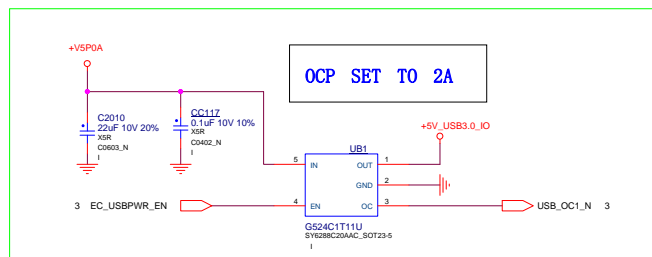 +V5P0A
OCP SET TO 2A
C2010
22uF 10V 20%
X5R
C0603_N
I
CC117
0.1uF 10V 10%
X5R
C0402_N
I
+5V_USB3.0_IO
UB1
5 IN OUT 1
GND 2
3 EC_USBPWR_EN 4 EN OC 3 USB_OC1_N 3
G524C1T11U
SY6288C20AAC_SOT23-5
I